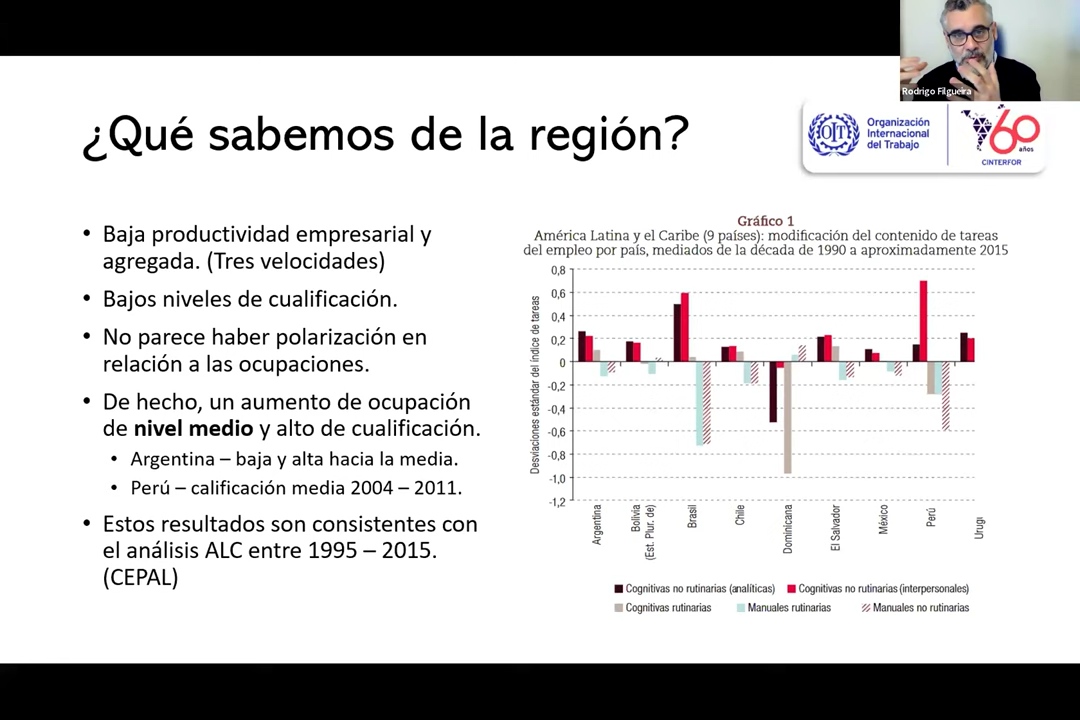 Rodrigo Filgueira
¿Qué sabemos de la región?
OIT
Organización
Internacional
del Trabajo
60
años
CINTERFOR
• Baja productividad empresarial y
agregada. (Tres velocidades)
• Bajos niveles de cualificación.
• No parece haber polarización en
relación a las ocupaciones.
• De hecho, un aumento de ocupación
de nivel medio y alto de cualificación.
• Argentina – baja y alta hacia la media.
• Perú – calificación media 2004 – 2011.
• Estos resultados son consistentes con
el análisis ALC entre 1995 – 2015.
(CEPAL)
Gráfico 1
América Latina y el Caribe (9 países): modificación del contenido de tareas
del empleo por país, mediados de la década de 1990 a aproximadamente 2015
Desviaciones estándar del índice de tareas
0,8
0,6
0,4
0,2
0
-0,2
-0,4
-0,6
-0,8
-1,0
-1,2
Argentina
Bolivia
(Est. Plur. de)
Brasil
Chile
Dominicana
El Salvador
México
Perú
Urugu
Cognitivas no rutinarias (analíticas)
Cognitivas no rutinarias (interpersonales)
Cognitivas rutinarias
Manuales rutinarias
Manuales no rutinarias